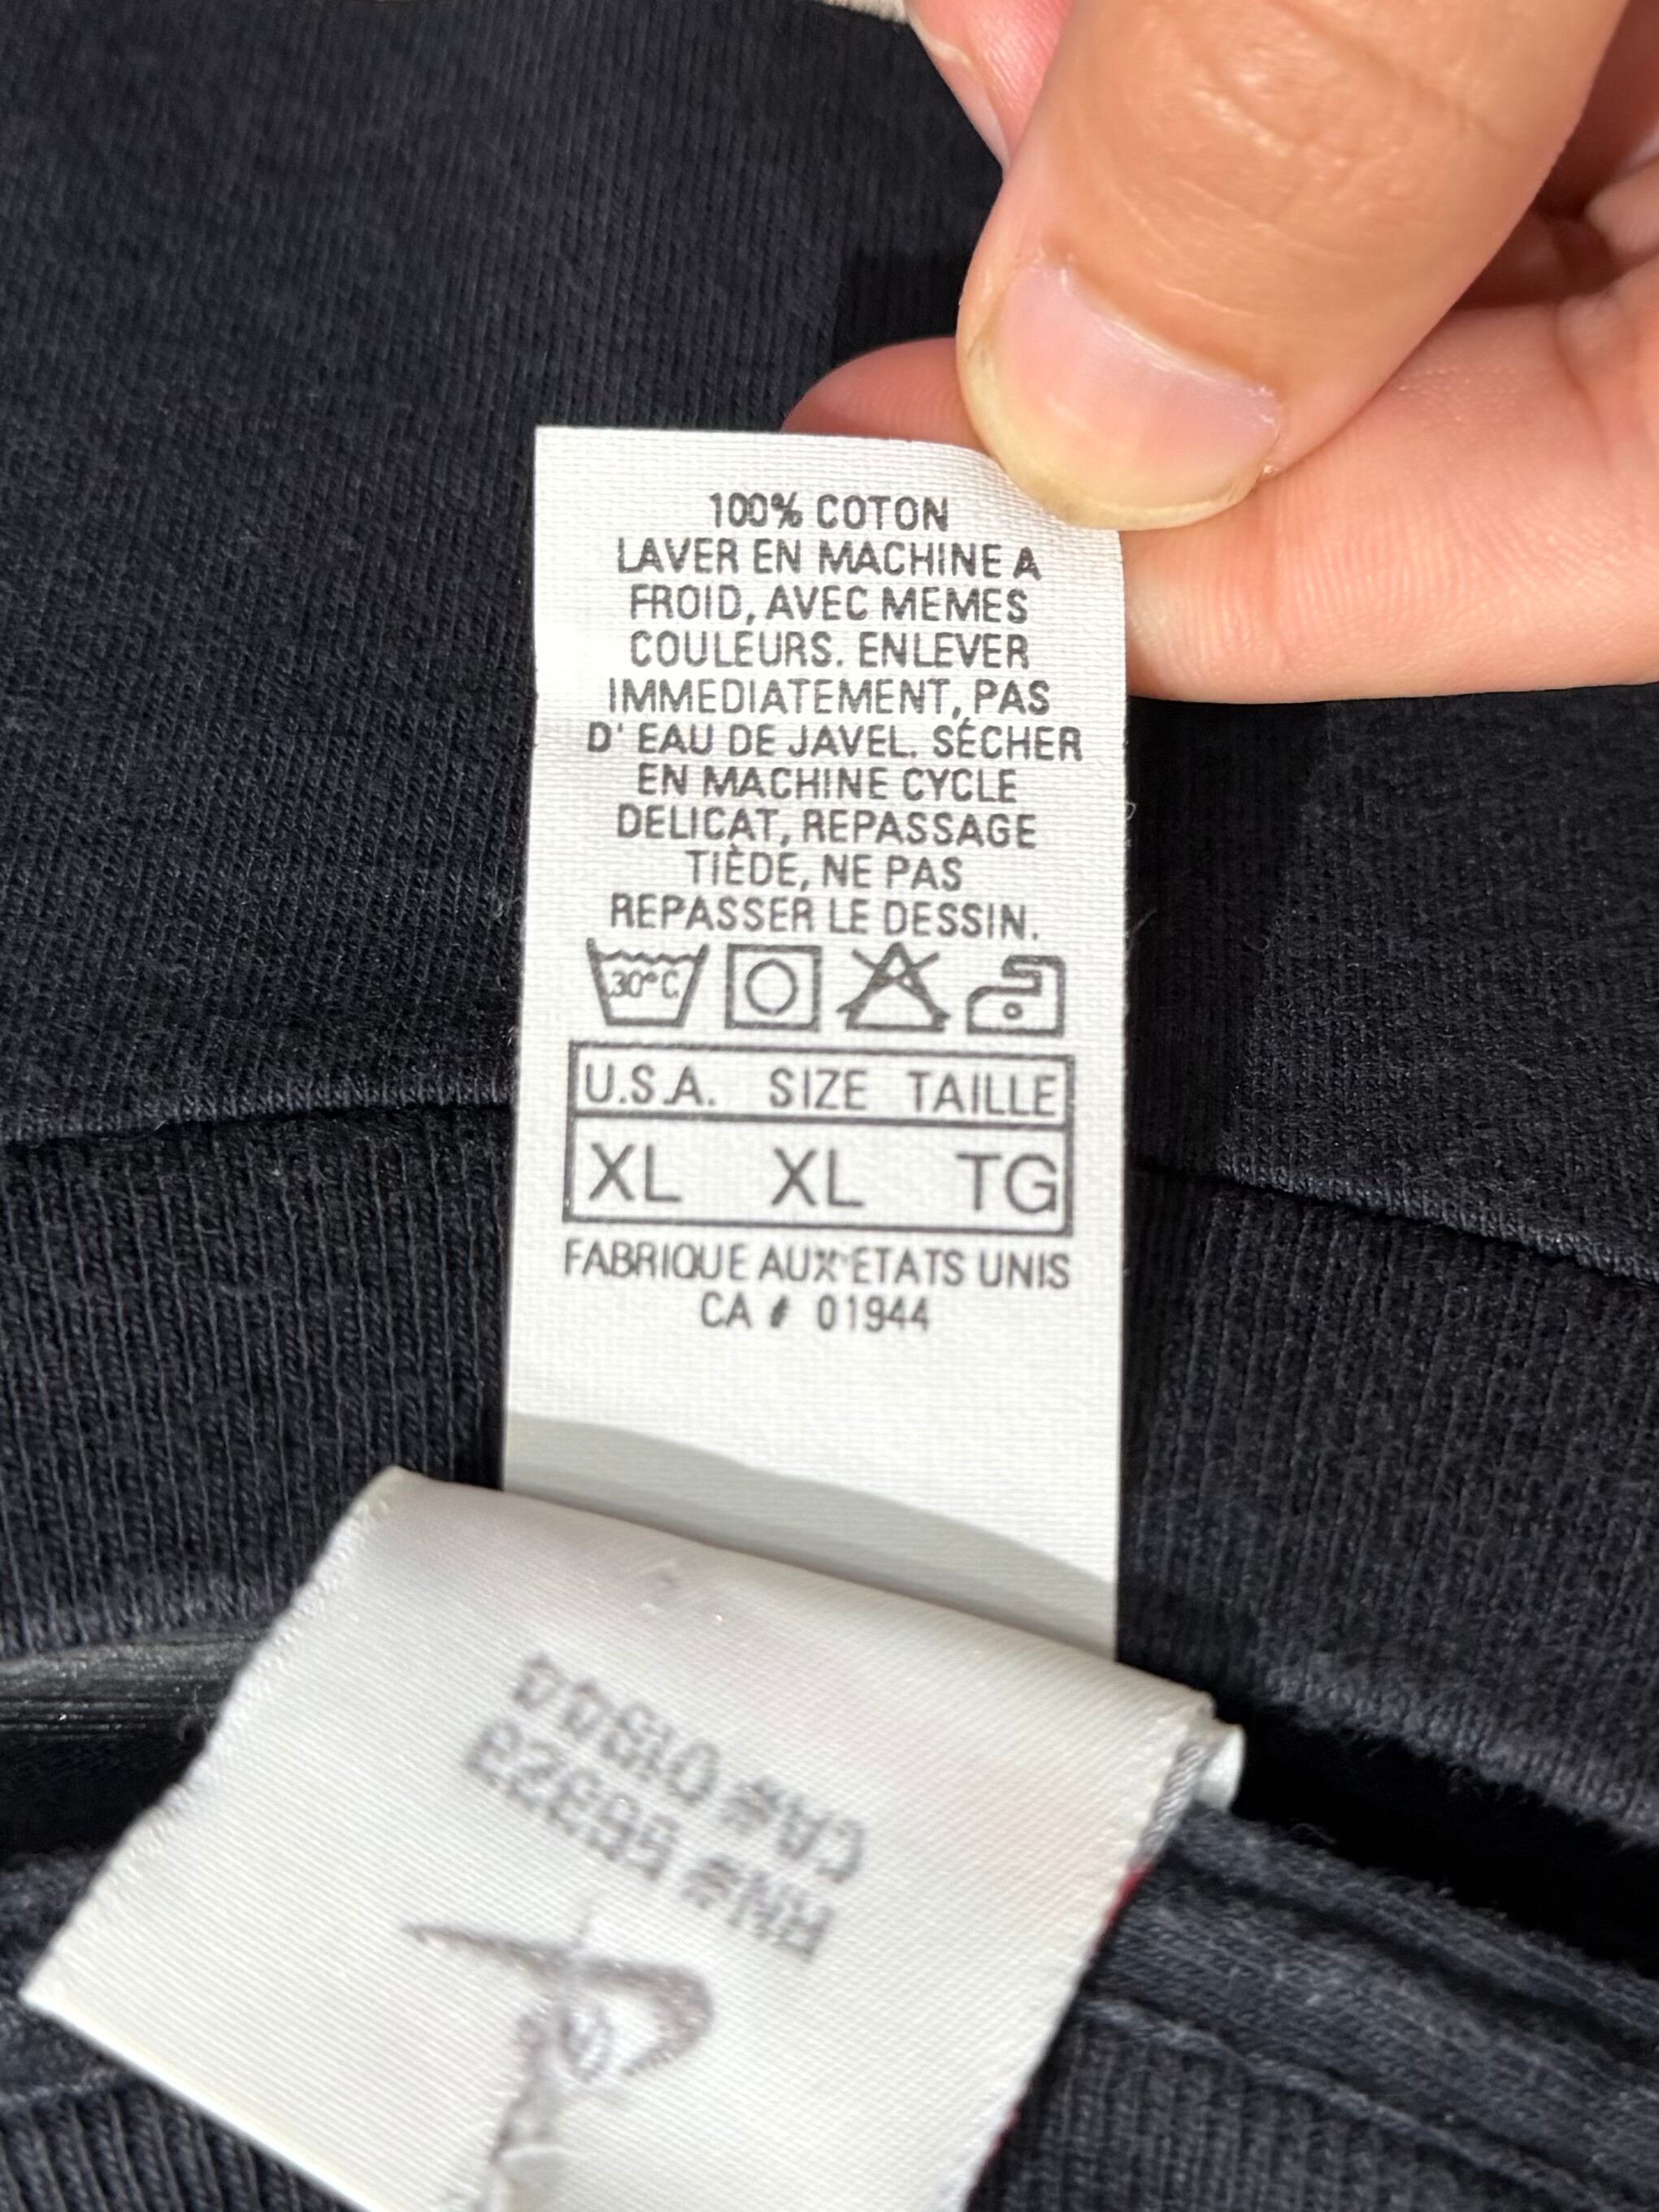 100% COTON
LAVER EN MACHINE A
FROID, AVEC MEMES
COULEURS. ENLEVER
IMMEDIATEMENT, PAS
D' EAU DE JAVEL. SÉCHER
EN MACHINE CYCLE
DELICAT, REPASSAGE
TIÈDE, NE PAS
REPASSER LE DESSIN.
30°C
U.S.A. SIZE TAILLE
XL XL TG
FABRIQUE AUX ETATS UNIS
CA # 01944
CA# 01944
RN#